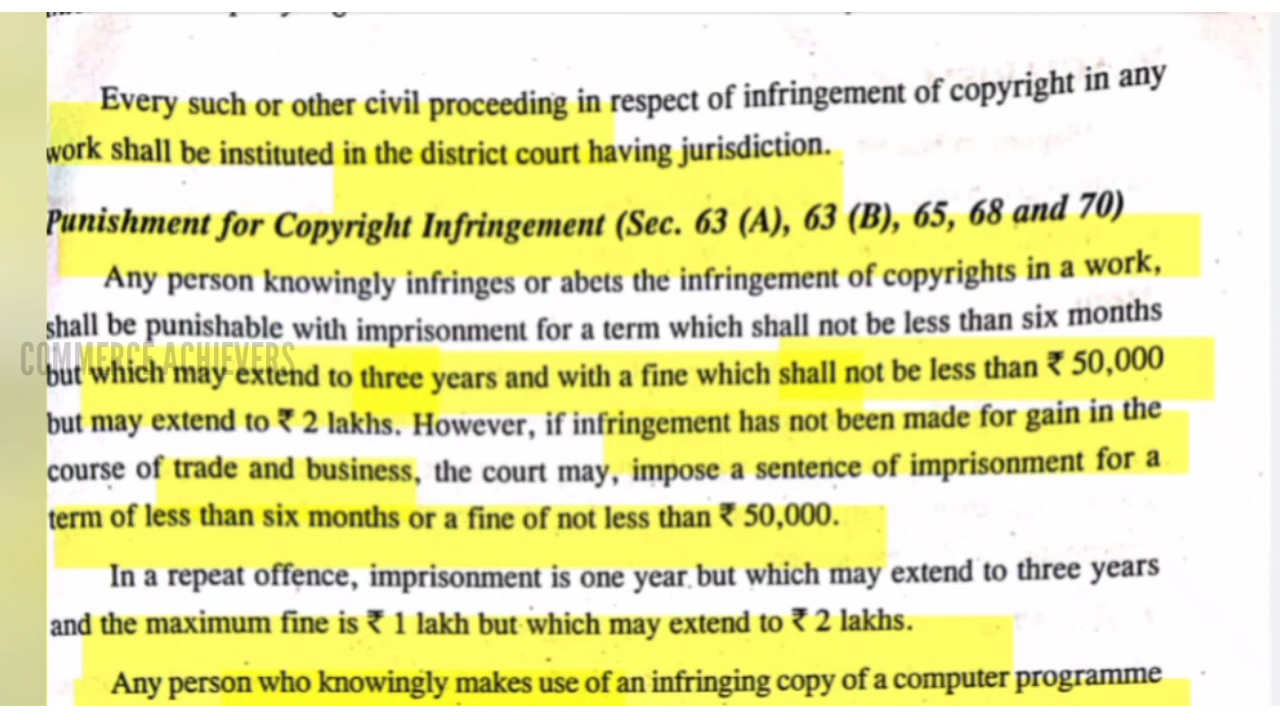 Every such or other civil proceeding in respect of infringement of copyright in any
work shall be instituted in the district court having jurisdiction.
Punishment for Copyright Infringement (Sec. 63 (A), 63 (B), 65, 68 and 70)
Any person knowingly infringes or abets the infringement of copyrights in a work,
shall be punishable with imprisonment for a term which shall not be less than six months
COMMERCE ACHIEVERS
but which may extend to three years and with a fine which shall not be less than ₹ 50,000
but may extend to ₹ 2 lakhs. However, if infringement has not been made for gain in the
course of trade and business, the court may, impose a sentence of imprisonment for a
term of less than six months or a fine of not less than ₹ 50,000.
In a repeat offence, imprisonment is one year but which may extend to three years
and the maximum fine is ₹ 1 lakh but which may extend to ₹ 2 lakhs.
Any person who knowingly makes use of an infringing copy of a computer programme